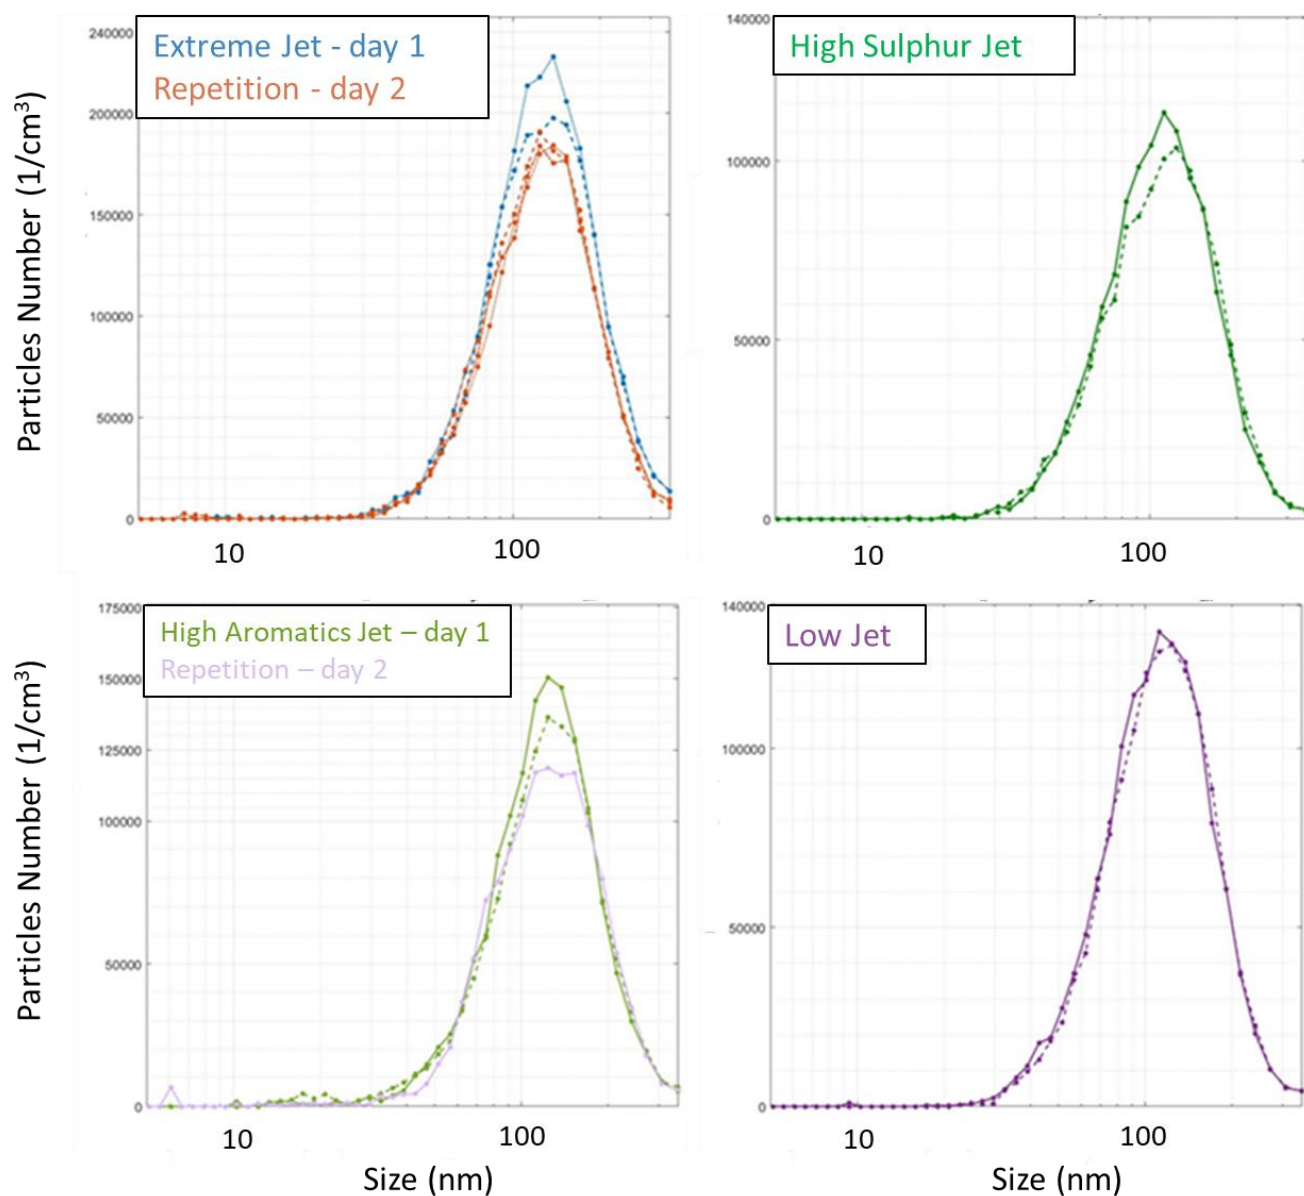 Extreme Jet - day 1
Repetition - day 2
Particles Number (1/cm³)
240000
200000
150000
100000
50000
0
10
100
High Sulphur Jet
140000
100000
50000
0
10
100
High Aromatics Jet – day 1
Repetition – day 2
Particles Number (1/cm³)
175000
150000
125000
100000
50000
0
10
100
Size (nm)
Low Jet
140000
100000
50000
0
10
100
Size (nm)